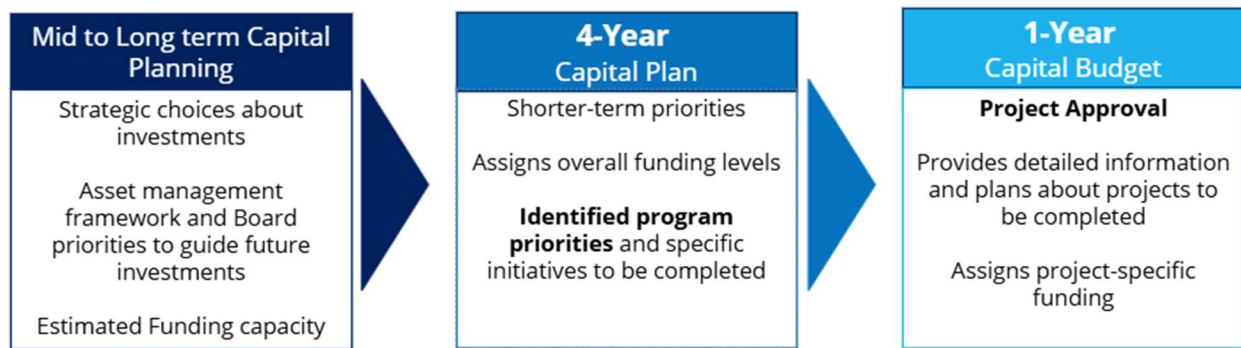 Mid to Long term Capital
Planning
Strategic choices about
investments
Asset management
framework and Board
priorities to guide future
investments
Estimated Funding capacity
4-Year
Capital Plan
Shorter-term priorities
Assigns overall funding levels
Identified program
priorities and specific
initiatives to be completed
1-Year
Capital Budget
Project Approval
Provides detailed information
and plans about projects to
be completed
Assigns project-specific
funding